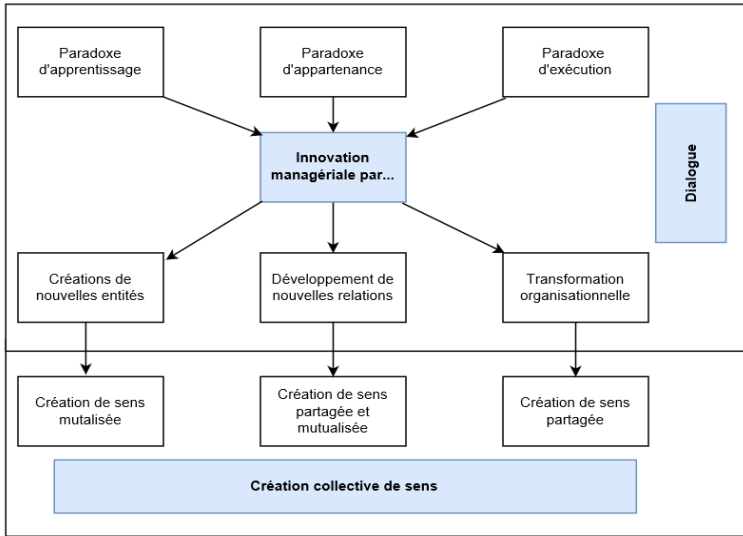 Paradoxe
d'apprentissage
Paradoxe
d'appartenance
Paradoxe
d'exécution
Innovation
managériale par...
Dialogue
Créations de
nouvelles entités
Développement de
nouvelles relations
Transformation
organisationnelle
Création de sens
mutalisée
Création de sens
partagée et
mutualisée
Création de sens
partagée
Création collective de sens